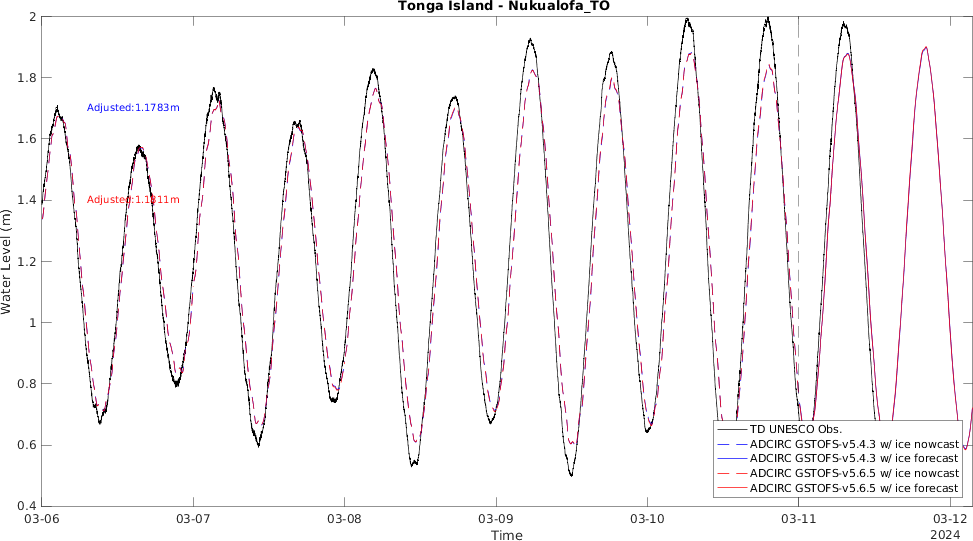 Tonga Island - Nukualofa_TO
2
1.8
1.6
1.4
1.2
1
0.8
0.6
0.4
Water Level (m)
Adjusted:1.1783m
Adjusted:1.1811m
TD UNESCO Obs.
ADCIRC GSTOFS-v5.4.3 w/ ice nowcast
ADCIRC GSTOFS-v5.4.3 w/ ice forecast
ADCIRC GSTOFS-v5.6.5 w/ ice nowcast
ADCIRC GSTOFS-v5.6.5 w/ ice forecast
03-06 03-07 03-08 03-09 03-10 03-11 03-12
Time
2024